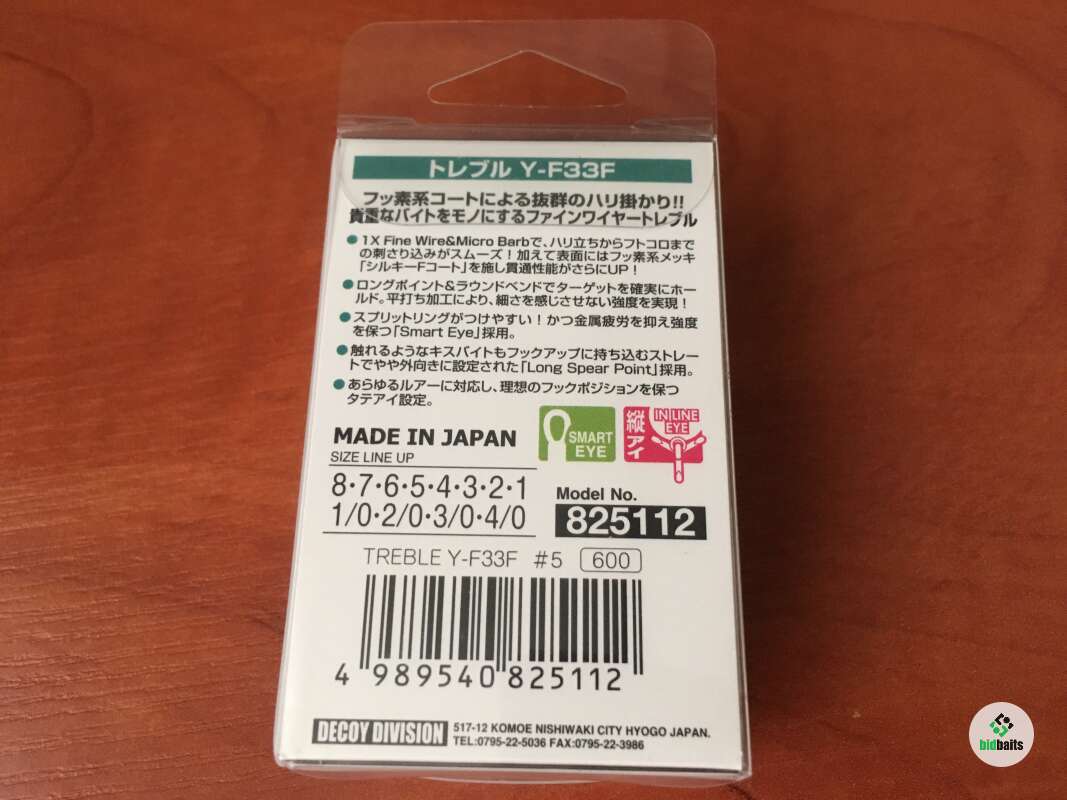 トレブル Y-F33F
フッ素系コートによる抜群のハリ掛かり!!
貴重なバイトをモノにするファインワイヤートレブル
●1X Fine Wire&Micro Barbで、ハリ立ちからフトコロまで
の刺さり込みがスムーズ！加えて表面にはフッ素系メッキ
「シルキーFコート」を施し貫通性能がさらにUP！
●ロングポイント&ラウンドベンドでターゲットを確実にホー
ルド。平打ち加工により、細さを感じさせない強度を実現！
●スプリットリングがつけやすい！かつ金属疲労を抑え強度
を保つ「Smart Eye」採用。
●触れるようなキスバイトもフックアップに持ち込むストレー
トでやや外向きに設定された「Long Spear Point」採用。
●あらゆるルアーに対応し、理想のフックポジションを保つ
タテアイ設定。
SMART
EYE
縦アイ
IN LINE
EYE
MADE IN JAPAN
SIZE LINE UP
8・7・6・5・4・3・2・1
1/0・2/0・3/0・4/0
Model No.
825112
TREBLE Y-F33F #5 600
4 989540 825112
DECOY DIVISION
517-12 KOMOE NISHIWAKI CITY HYOGO JAPAN.
TEL:0795-22-5036 FAX:0795-22-3986
bidbaits